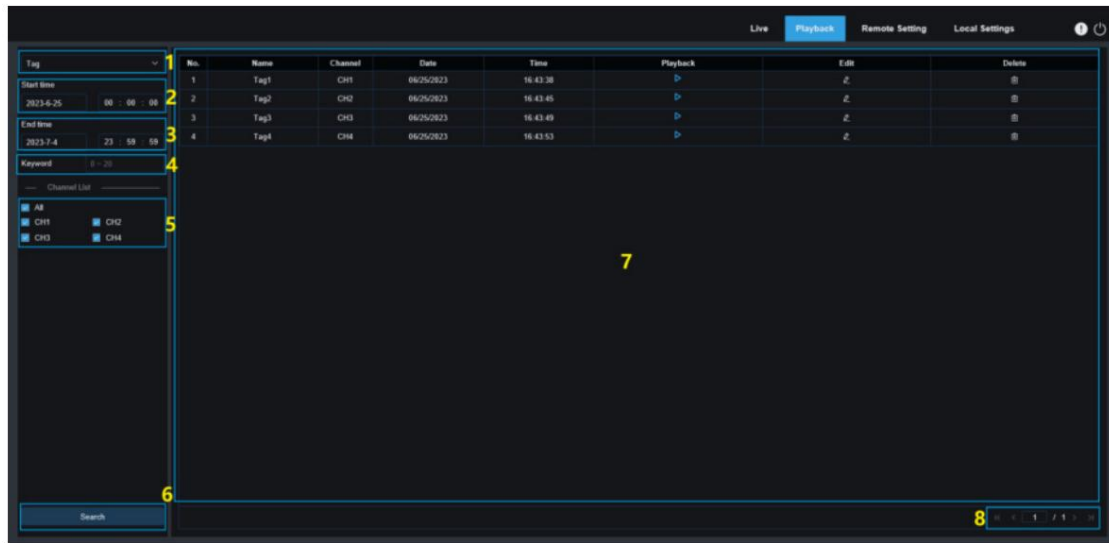 Live Playback Remote Setting Local Settings
Tag 1
Start time
2023-6-25 00 : 00 : 00 2
End time
2023-7-4 23 : 59 : 59 3
Keyword 0 - 20 4
Channel List
All
CH1 CH2 5
CH3 CH4
6
Search
No. Name Channel Date Time Playback Edit Delete
1 Tag1 CH1 06/25/2023 16:43:38
2 Tag2 CH2 06/25/2023 16:43:45
3 Tag3 CH3 06/25/2023 16:43:49
4 Tag4 CH4 06/25/2023 16:43:53
7
8 1 / 1